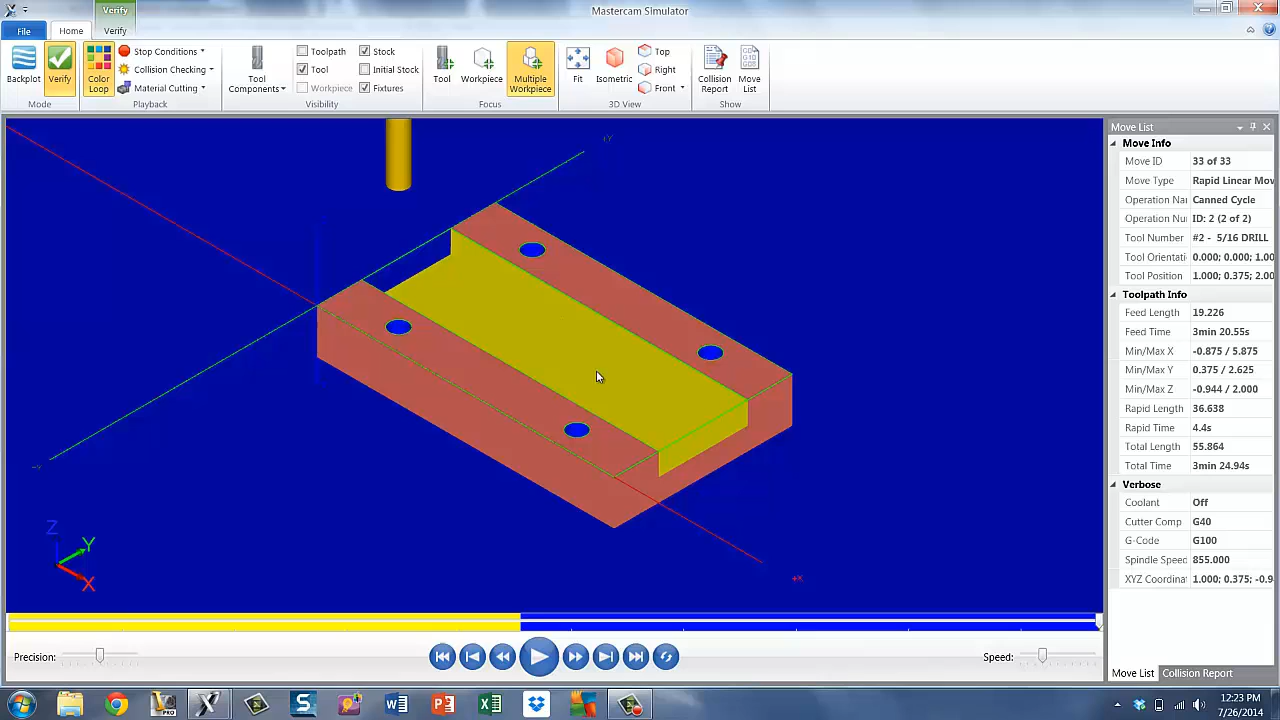 Verify
Mastercam Simulator
File
Home
Verify
Backplot
Verify
Mode
Color
Loop
Stop Conditions
Collision Checking
Material Cutting
Playback
Tool
Components
Toolpath
Tool
Workpiece
Stock
Initial Stock
Fixtures
Visibility
Tool
Workpiece
Multiple
Workpiece
Focus
Fit
Isometric
Top
Right
Front
3D View
Collision
Report
Move
List
Show
+Y
+X
Z
Y
X
Move List
Move Info
Move ID 33 of 33
Move Type Rapid Linear Mov
Operation Na Canned Cycle
Operation Nu ID: 2 (2 of 2)
Tool Number #2 - 5/16 DRILL
Tool Orientati 0.000; 0.000; 1.00
Tool Position 1.000; 0.375; 2.00
Toolpath Info
Feed Length 19.226
Feed Time 3min 20.55s
Min/Max X -0.875 / 5.875
Min/Max Y 0.375 / 2.625
Min/Max Z -0.944 / 2.000
Rapid Length 36.638
Rapid Time 4.4s
Total Length 55.864
Total Time 3min 24.94s
Verbose
Coolant Off
Cutter Comp G40
G-Code G100
Spindle Speed 855.000
XYZ Coordinat 1.000; 0.375; -0.9
Precision:
Speed:
Move List Collision Report
12:23 PM
7/26/2014